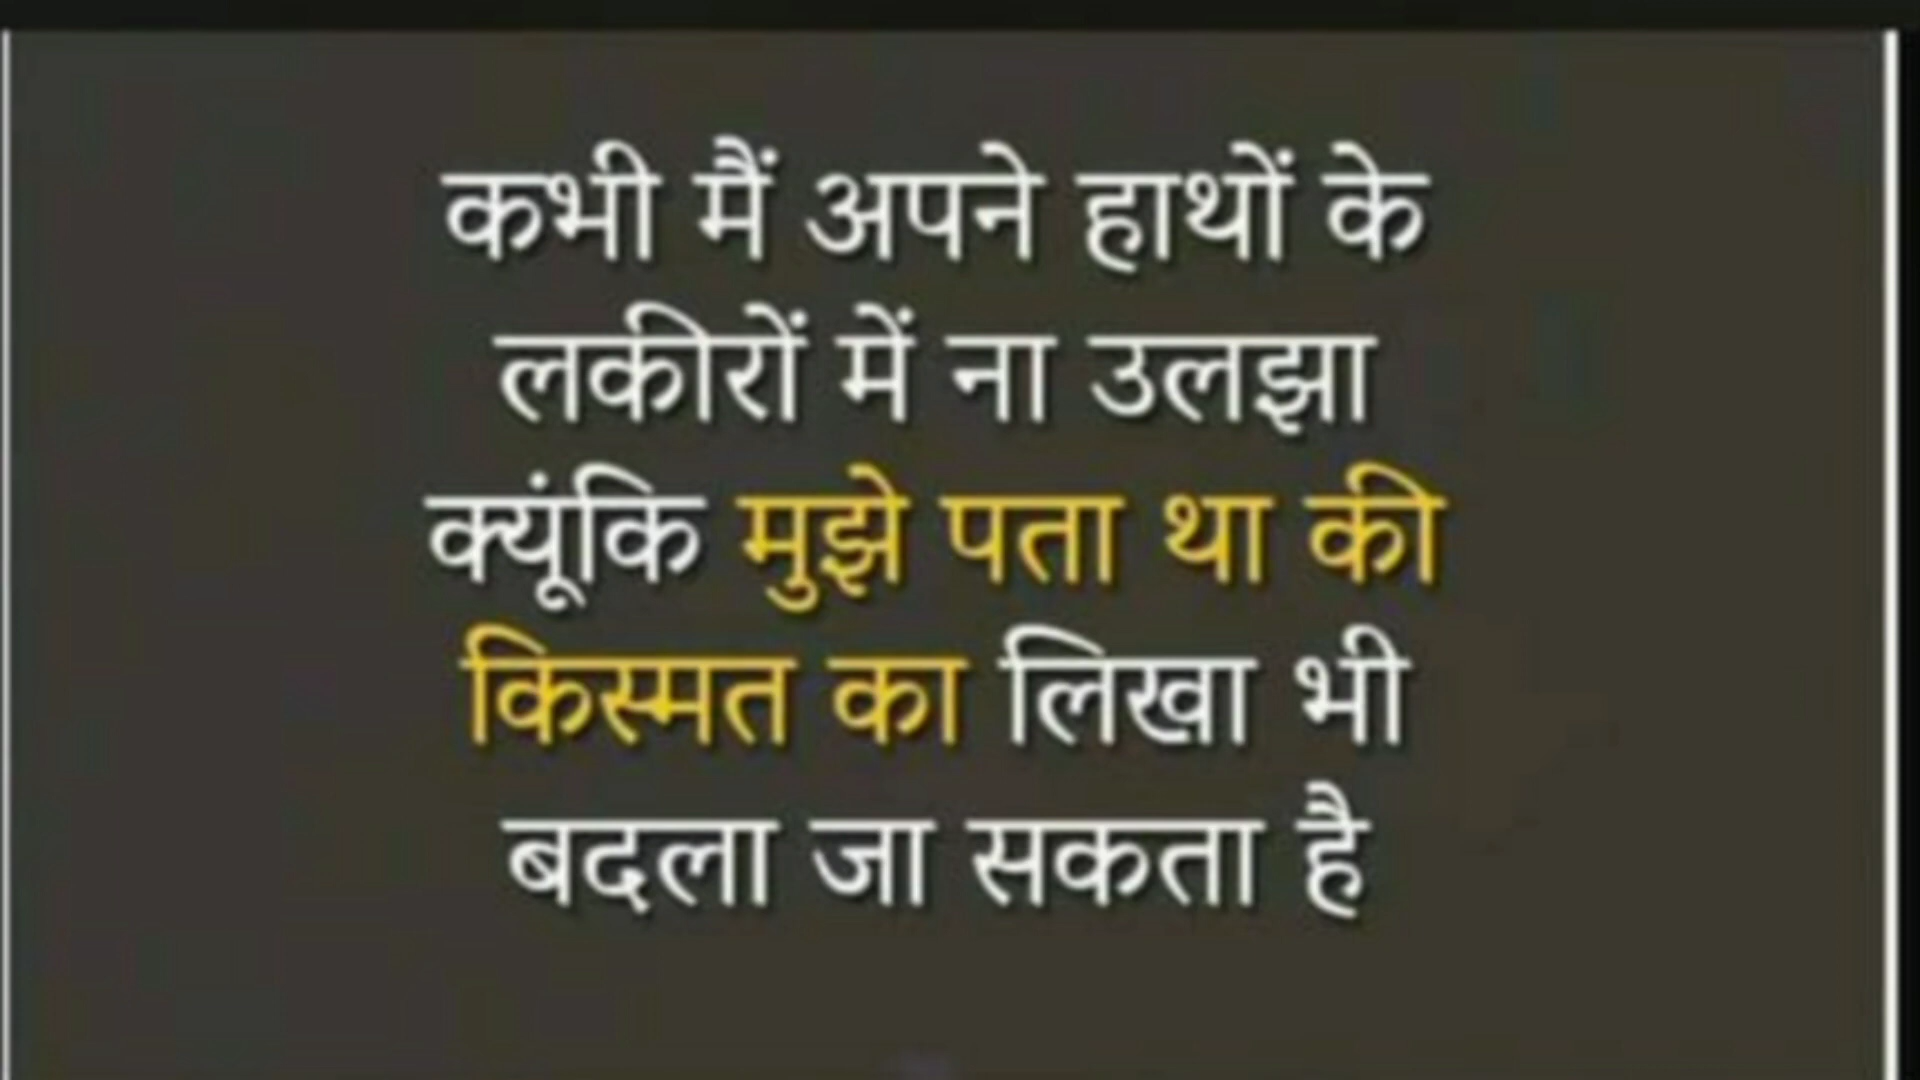 कभी मैं अपने हाथों के
लकीरों में ना उलझा
क्यूंकि मुझे पता था की
किस्मत का लिखा भी
बदला जा सकता है